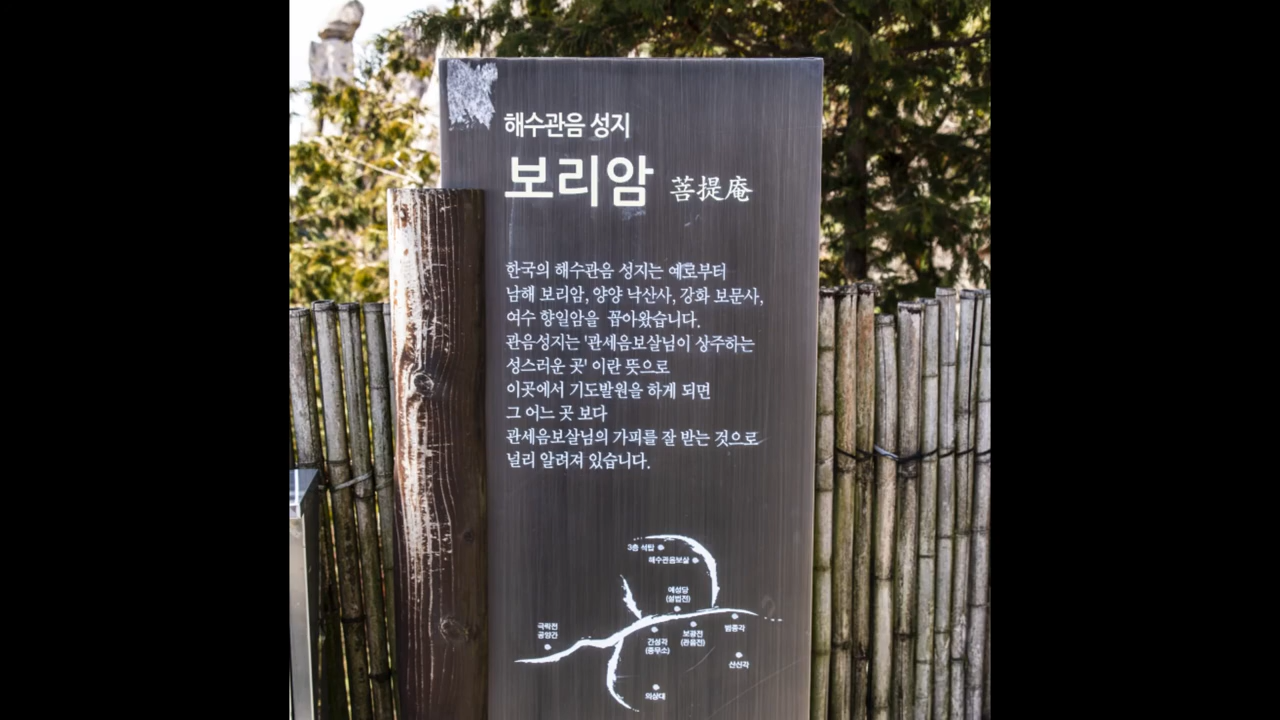 해수관음 성지
보리암 菩提庵
한국의 해수관음 성지는 예로부터
남해 보리암, 양양 낙산사, 강화 보문사,
여수 향일암을 꼽아왔습니다.
관음성지는 '관세음보살님이 상주하는
성스러운 곳' 이란 뜻으로
이곳에서 기도발원을 하게 되면
그 어느 곳 보다
관세음보살님의 가피를 잘 받는 것으로
널리 알려져 있습니다.
3층 석탑
해수관음보살
예성당
(설법전)
극락전
공양간
간성각
(종무소)
보광전
(관음전)
범종각
산신각
의상대